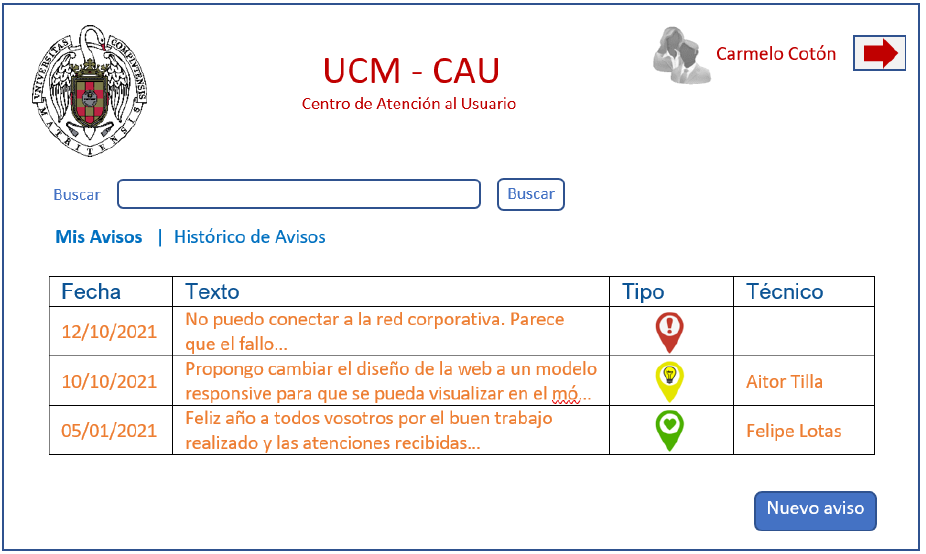 UNIVERSITAS COMPLVTENSIS
MATRITENSIS
UCM - CAU
Centro de Atención al Usuario
Carmelo Cotón
Buscar
Buscar
Mis Avisos | Histórico de Avisos
Fecha Texto Tipo Técnico
12/10/2021 No puedo conectar a la red corporativa. Parece
que el fallo...
10/10/2021 Propongo cambiar el diseño de la web a un modelo
responsive para que se pueda visualizar en el mó... Aitor Tilla
05/01/2021 Feliz año a todos vosotros por el buen trabajo
realizado y las atenciones recibidas... Felipe Lotas
Nuevo aviso